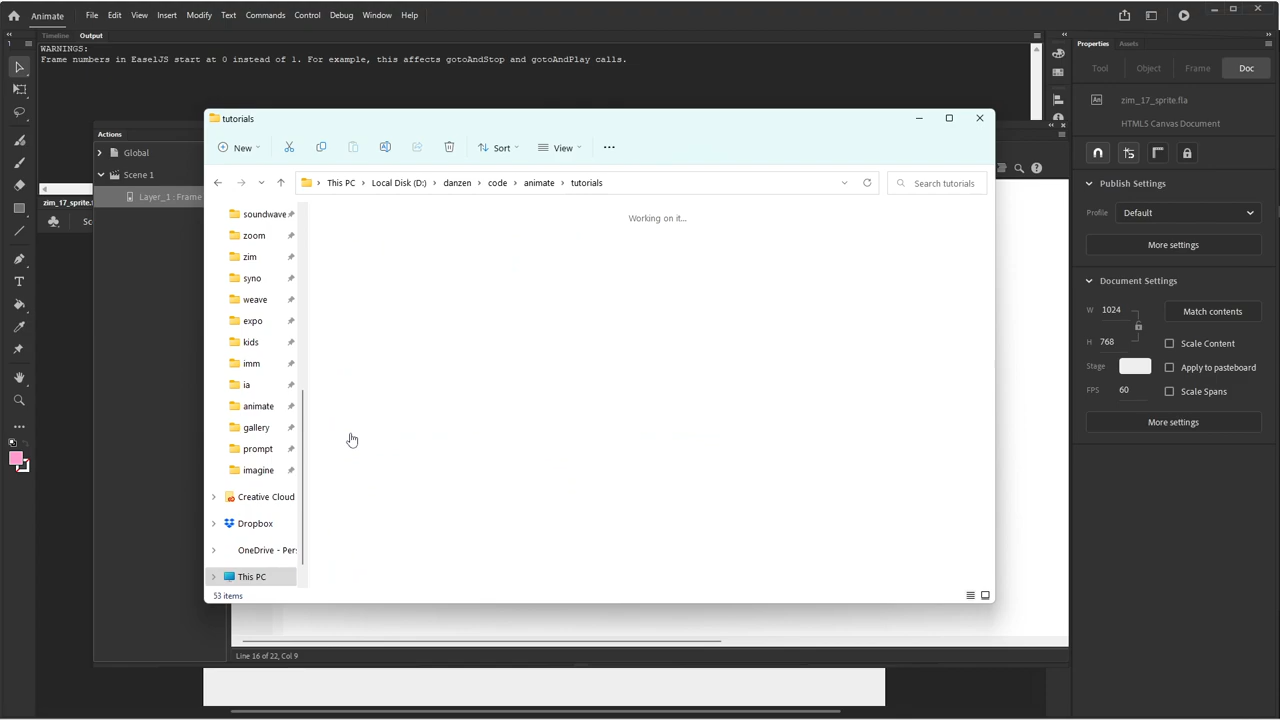 Animate File Edit View Insert Modify Text Commands Control Debug Window Help
Timeline Output
WARNINGS:
Frame numbers in EaselJS start at 0 instead of 1. For example, this affects gotoAndStop and gotoAndPlay calls.
Actions
Global
Scene 1
Layer_1 : Frame
zim_17_sprite.f
Sc
1
tutorials
New Sort View
This PC Local Disk (D:) danzen code animate tutorials Search tutorials
Working on it...
soundwave
zoom
zim
syno
weave
expo
kids
imm
ia
animate
gallery
prompt
imagine
Creative Cloud
Dropbox
OneDrive - Pers
This PC
53 items
Line 16 of 22, Col 9
Properties Assets
Tool Object Frame Doc
An zim_17_sprite.fla
HTML5 Canvas Document
Publish Settings
Profile Default
More settings
Document Settings
W 1024 Match contents
H 768 Scale Content
Stage Apply to pasteboard
FPS 60 Scale Spans
More settings